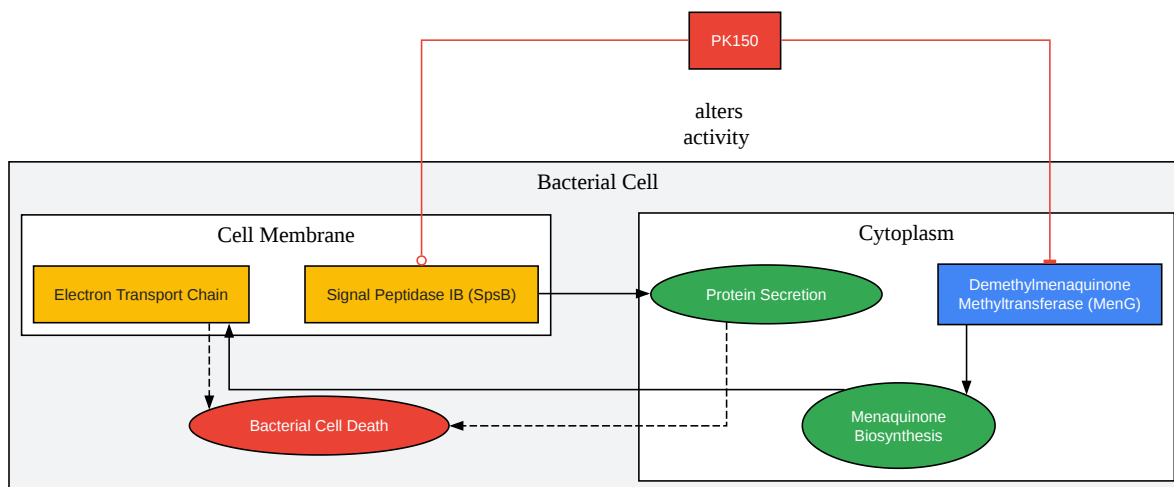 PK150
alters
activity
Bacterial Cell
Cell Membrane
Cytoplasm
Electron Transport Chain
Signal Peptidase IB (SpsB)
Protein Secretion
Demethylmenaquinone
Methyltransferase (MenG)
Bacterial Cell Death
Menaquinone
Biosynthesis